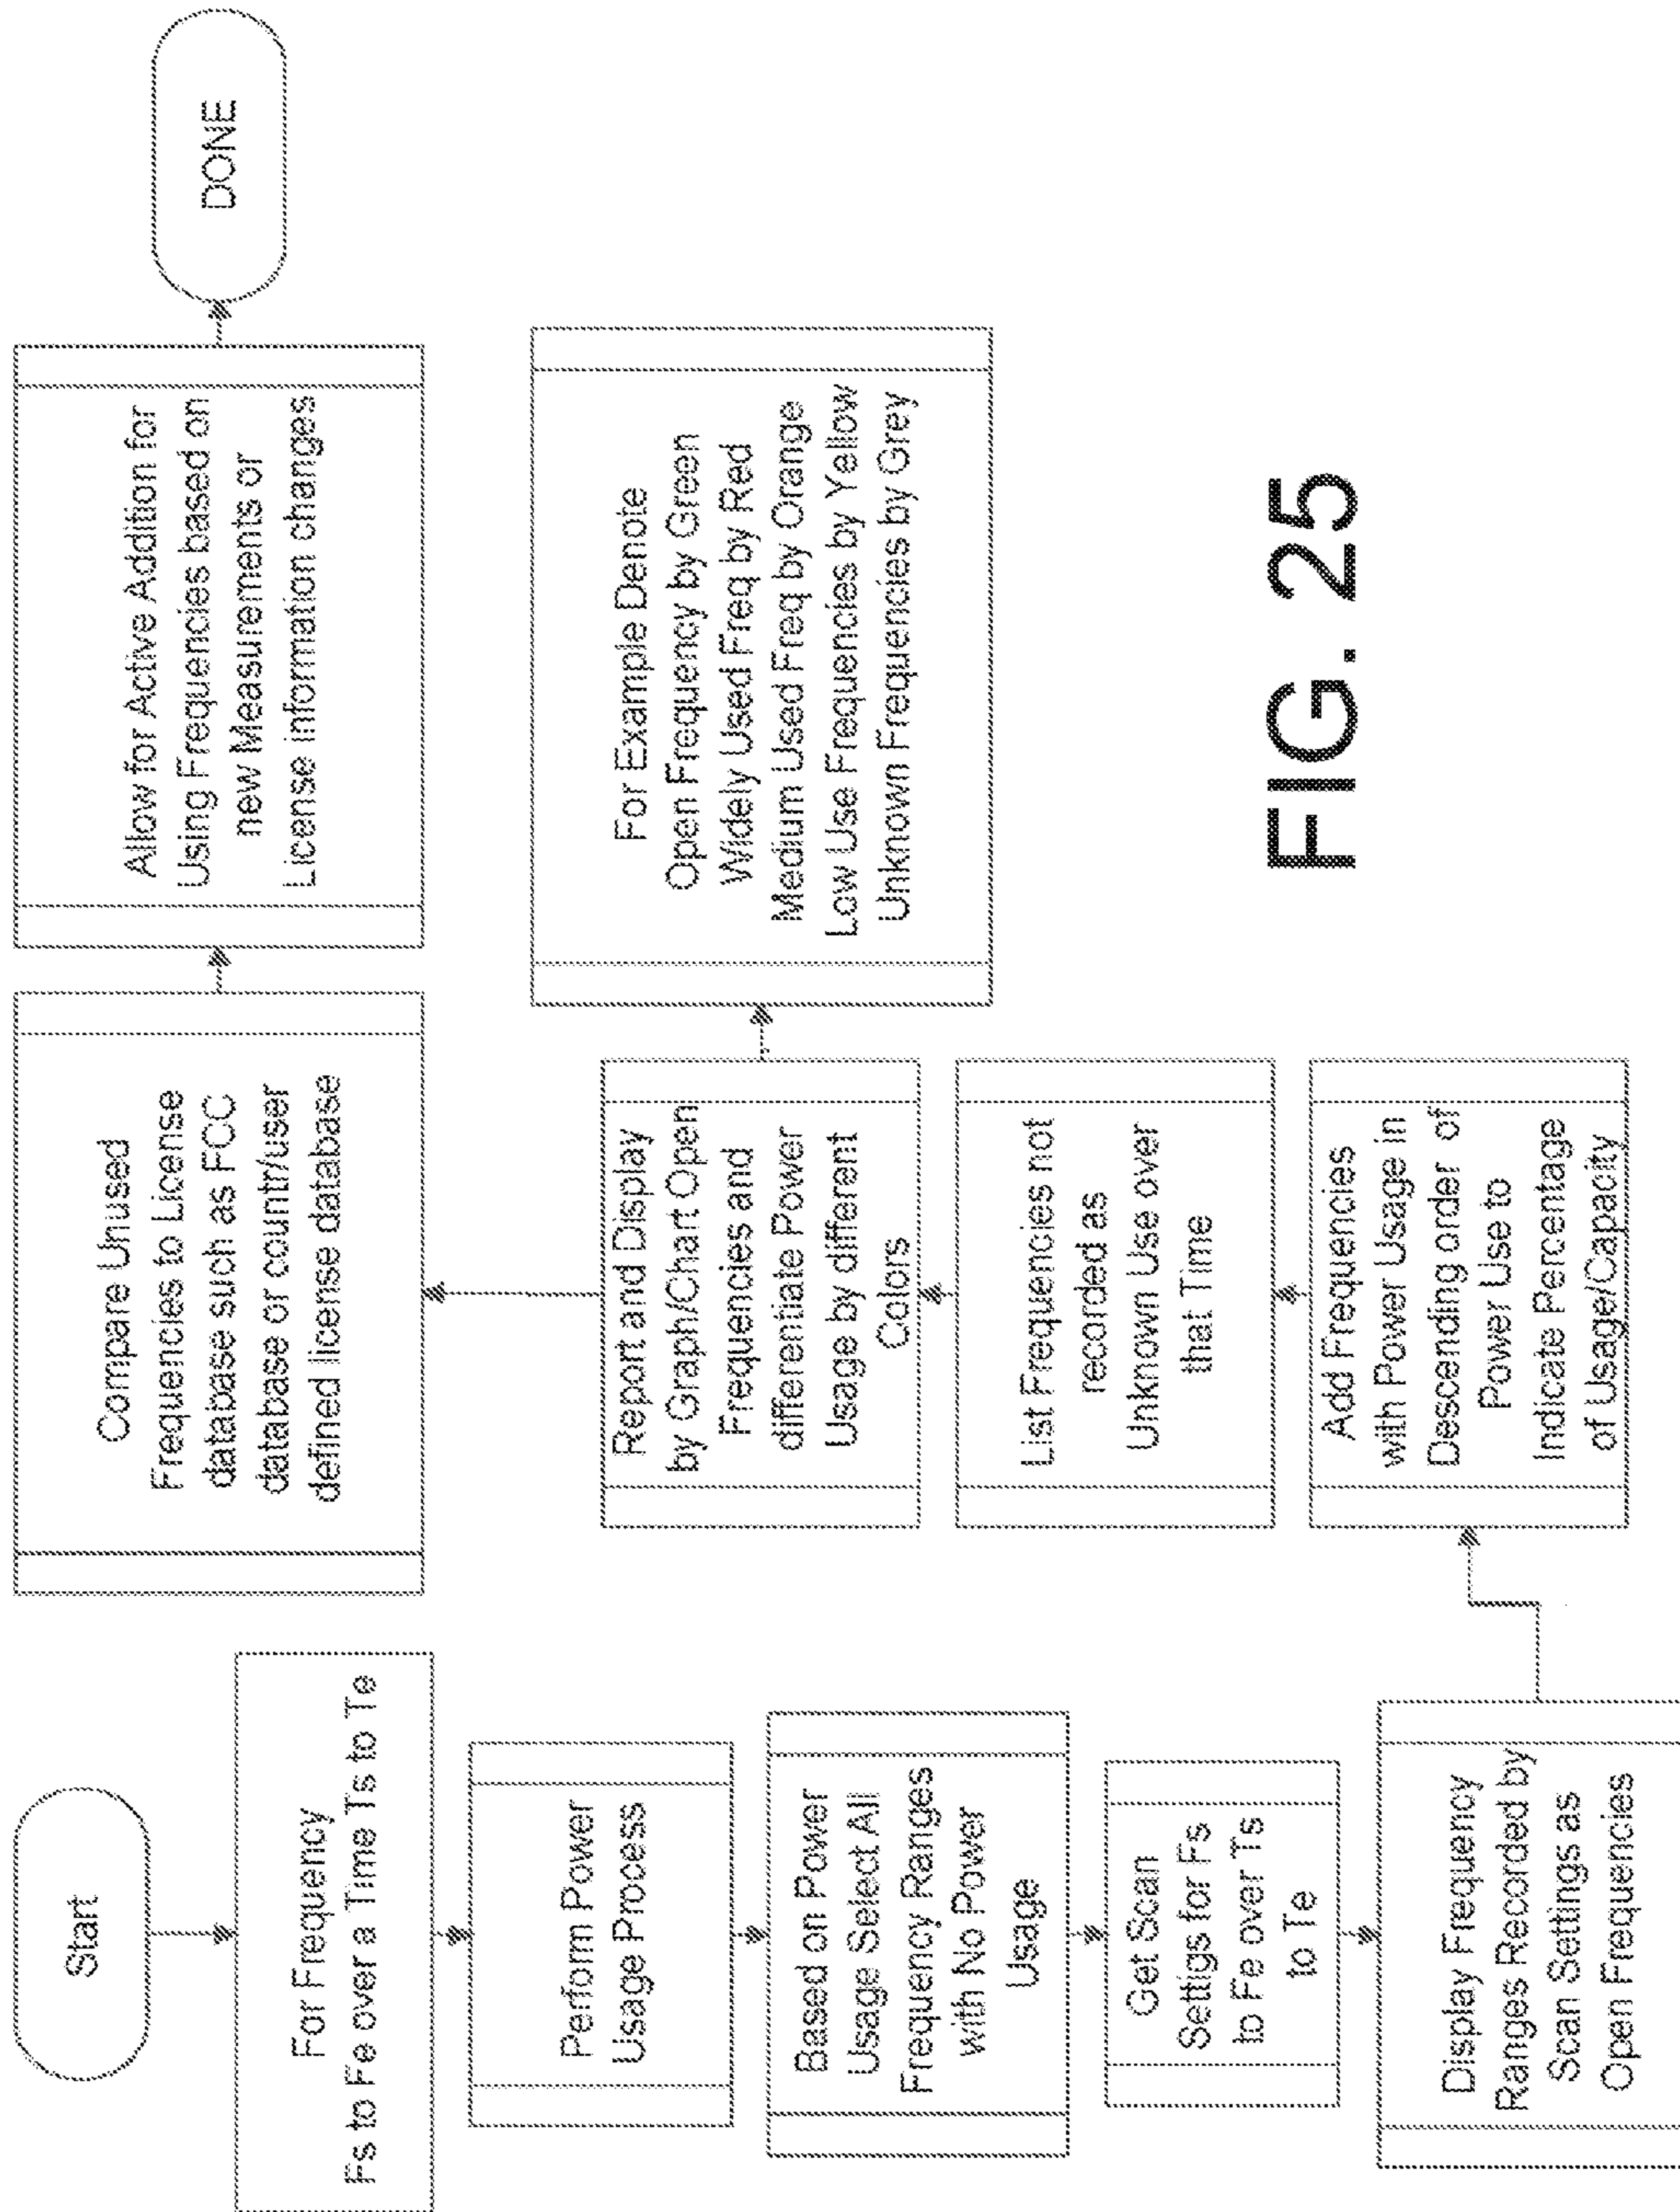 Start
For Frequency
Fs to Fe over a Time Ts to Te
Perform Power
Usage Process
Based on Power
Usage Select All
Frequency Ranges
with No Power
Usage
Get Scan
Settigs for Fs
to Fe over Ts
to Te
Display Frequency
Ranges Recorded by
Scan Settings as
Open Frequencies
Add Frequencies
with Power Usage in
Descending order of
Power Use to
Indicate Percentage
of Usage/Capacity
List Frequencies not
recorded as
Unknown Use over
that Time
Report and Display
by Graph/Chart Open
Frequencies and
differentiate Power
Usage by different
Colors
For Example Denote
Open Frequency by Green
Widely Used Freq by Red
Medium Used Freq by Orange
Low Use Frequencies by Yellow
Unknown Frequencies by Grey
Compare Unused
Frequencies to License
database such as FCC
database or countr/user
defined license database
Allow for Active Addition for
Using Frequencies based on
new Measurements or
License information changes
DONE
FIG. 25